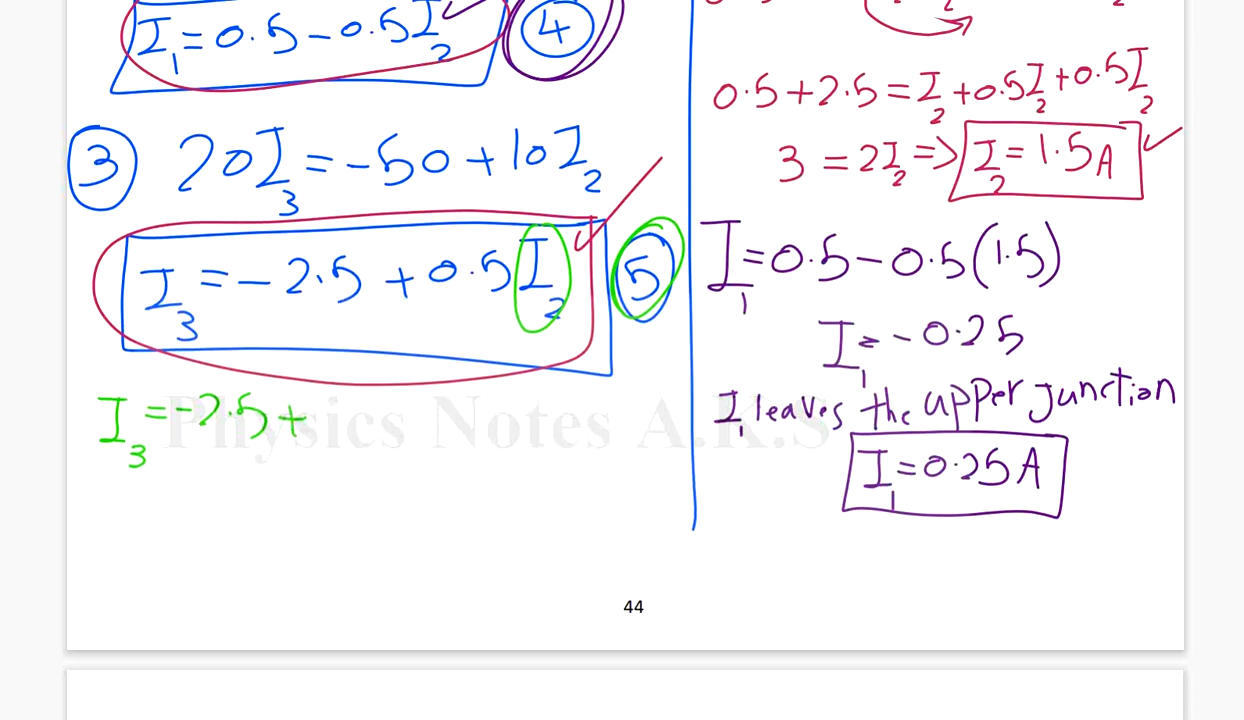 I₁ = 0.5 - 0.5I₂ ④
③ 20I₃ = -50 + 10I₂
I₃ = -2.5 + 0.5I₂ ⑤
I₃ = -2.5 +
0.5 + 2.5 = I₂ + 0.5I₂ + 0.5I₂
3 = 2I₂ => I₂ = 1.5A
I₁ = 0.5 - 0.5(1.5)
I₁ = -0.25
I₁ leaves the upper junction
I₁ = 0.25A
Physics Notes A.K.S
44